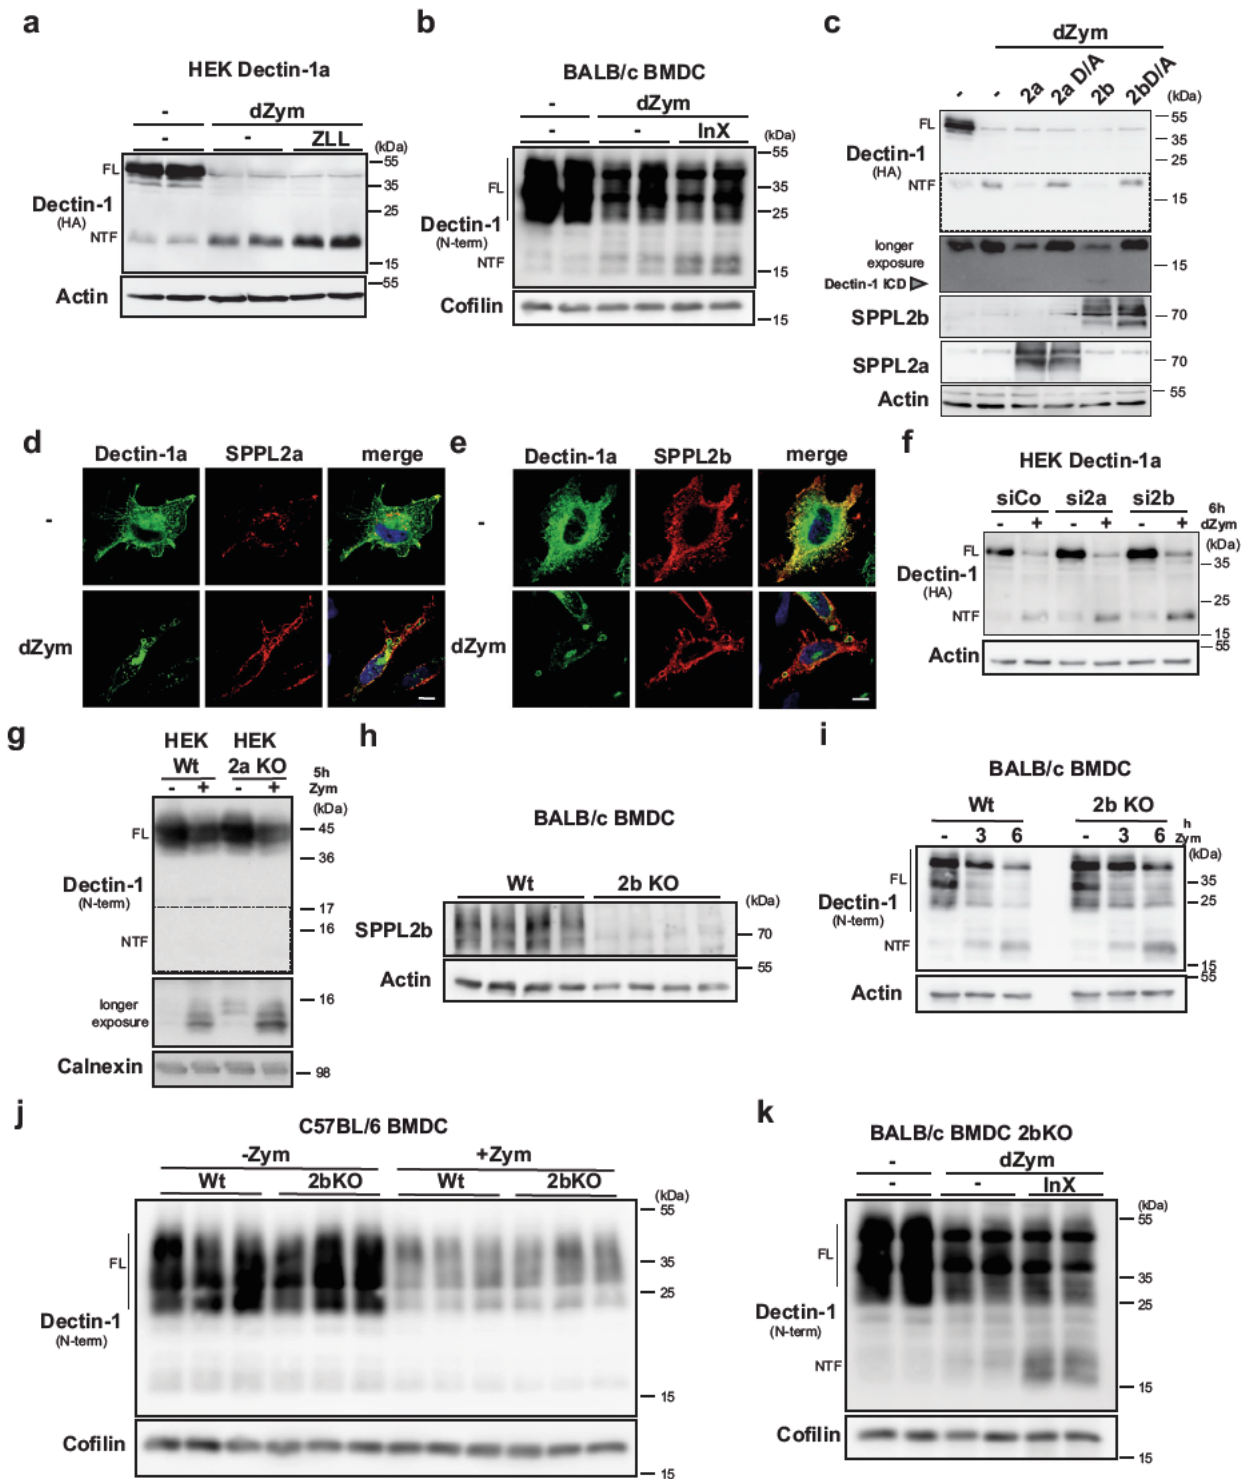 a
HEK Dectin-1a
- dZym
- - ZLL
(kDa)
FL
55
35
Dectin-1
(HA)
25
NTF
15
Actin
55
b
BALB/c BMDC
- dZym
- - InX
(kDa)
55
FL
35
25
Dectin-1
(N-term)
NTF
15
Cofilin
15
c
dZym
- - 2a 2a D/A 2b 2bD/A
(kDa)
FL
55
35
Dectin-1
(HA)
25
NTF
15
longer
exposure
15
Dectin-1 ICD
SPPL2b
70
SPPL2a
70
55
Actin
d
Dectin-1a SPPL2a merge
-
dZym
e
Dectin-1a SPPL2b merge
-
dZym
f
HEK Dectin-1a
siCo si2a si2b
6h
- + - + - + dZym
(kDa)
FL
35
Dectin-1
(HA)
25
NTF
15
55
Actin
g
HEK HEK
Wt 2a KO
5h
- + - + Zym
(kDa)
FL
45
36
Dectin-1
(N-term)
17
16
NTF
16
longer
exposure
Calnexin
98
h
BALB/c BMDC
Wt 2b KO
(kDa)
SPPL2b
70
55
Actin
i
BALB/c BMDC
Wt 2b KO
h
- 3 6 - 3 6 Zym
(kDa)
FL
35
Dectin-1
25
(N-term)
NTF
15
55
Actin
j
C57BL/6 BMDC
-Zym +Zym
Wt 2bKO Wt 2bKO
(kDa)
55
FL
35
25
Dectin-1
(N-term)
15
Cofilin
15
k
BALB/c BMDC 2bKO
- dZym
- - InX
(kDa)
55
FL
35
25
Dectin-1
(N-term)
NTF
15
Cofilin
15